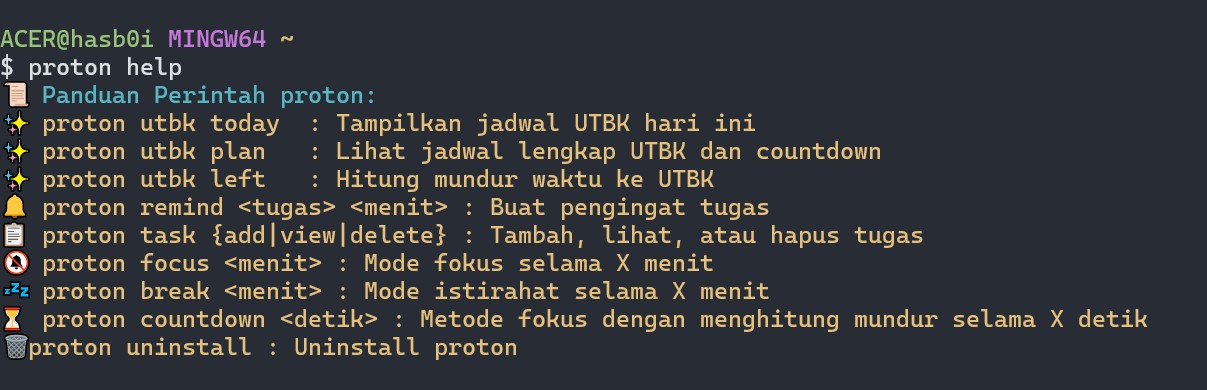 ACER@hasb0i MINGW64 ~
$ proton help
📜 Panduan Perintah proton:
✨ proton utbk today  : Tampilkan jadwal UTBK hari ini
✨ proton utbk plan   : Lihat jadwal lengkap UTBK dan countdown
✨ proton utbk left   : Hitung mundur waktu ke UTBK
🔔 proton remind <tugas> <menit> : Buat pengingat tugas
📋 proton task {add|view|delete} : Tambah, lihat, atau hapus tugas
🔕 proton focus <menit> : Mode fokus selama X menit
💤 proton break <menit> : Mode istirahat selama X menit
⏳ proton countdown <detik> : Metode fokus dengan menghitung mundur selama X detik
🗑️proton uninstall : Uninstall proton